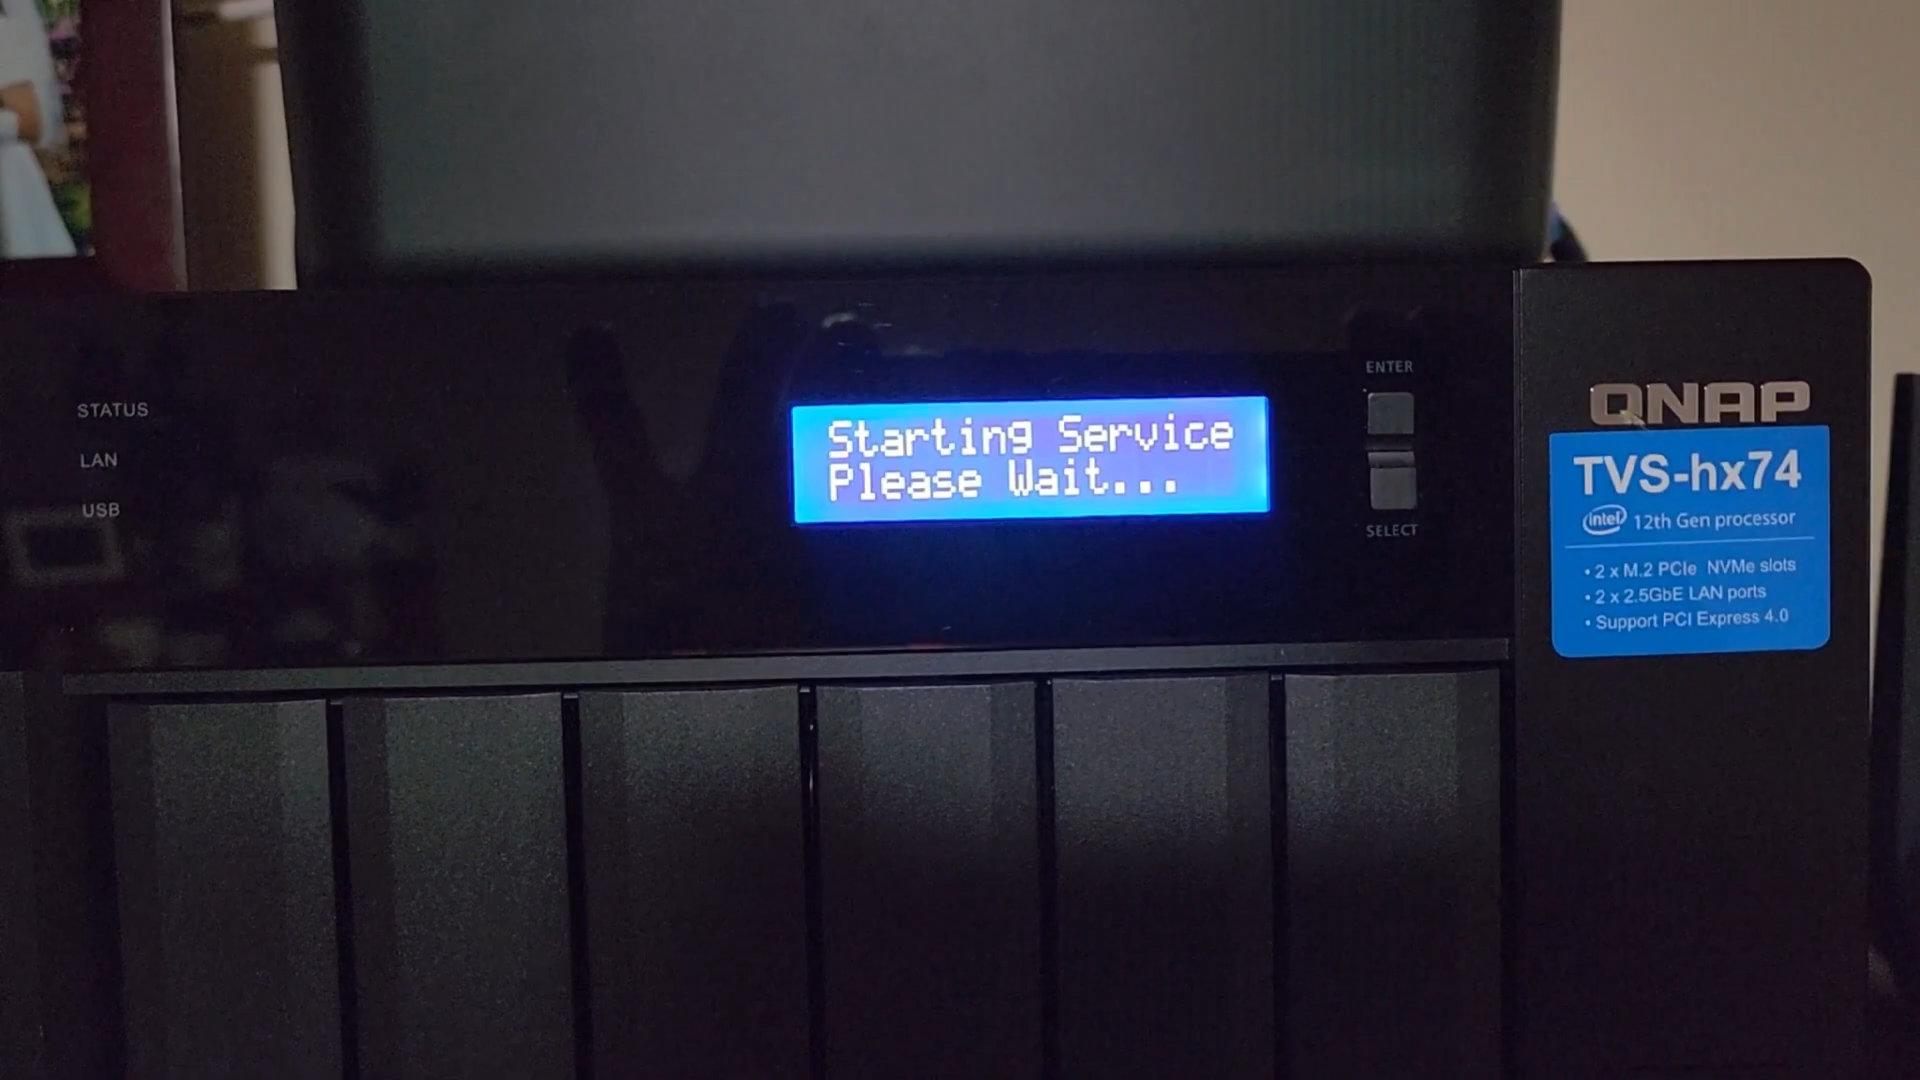 STATUS
LAN
USB
Starting Service
Please Wait...
ENTER
SELECT
QNAP
TVS-hx74
intel 12th Gen processor
• 2 x M.2 PCIe NVMe slots
• 2 x 2.5GbE LAN ports
• Support PCI Express 4.0